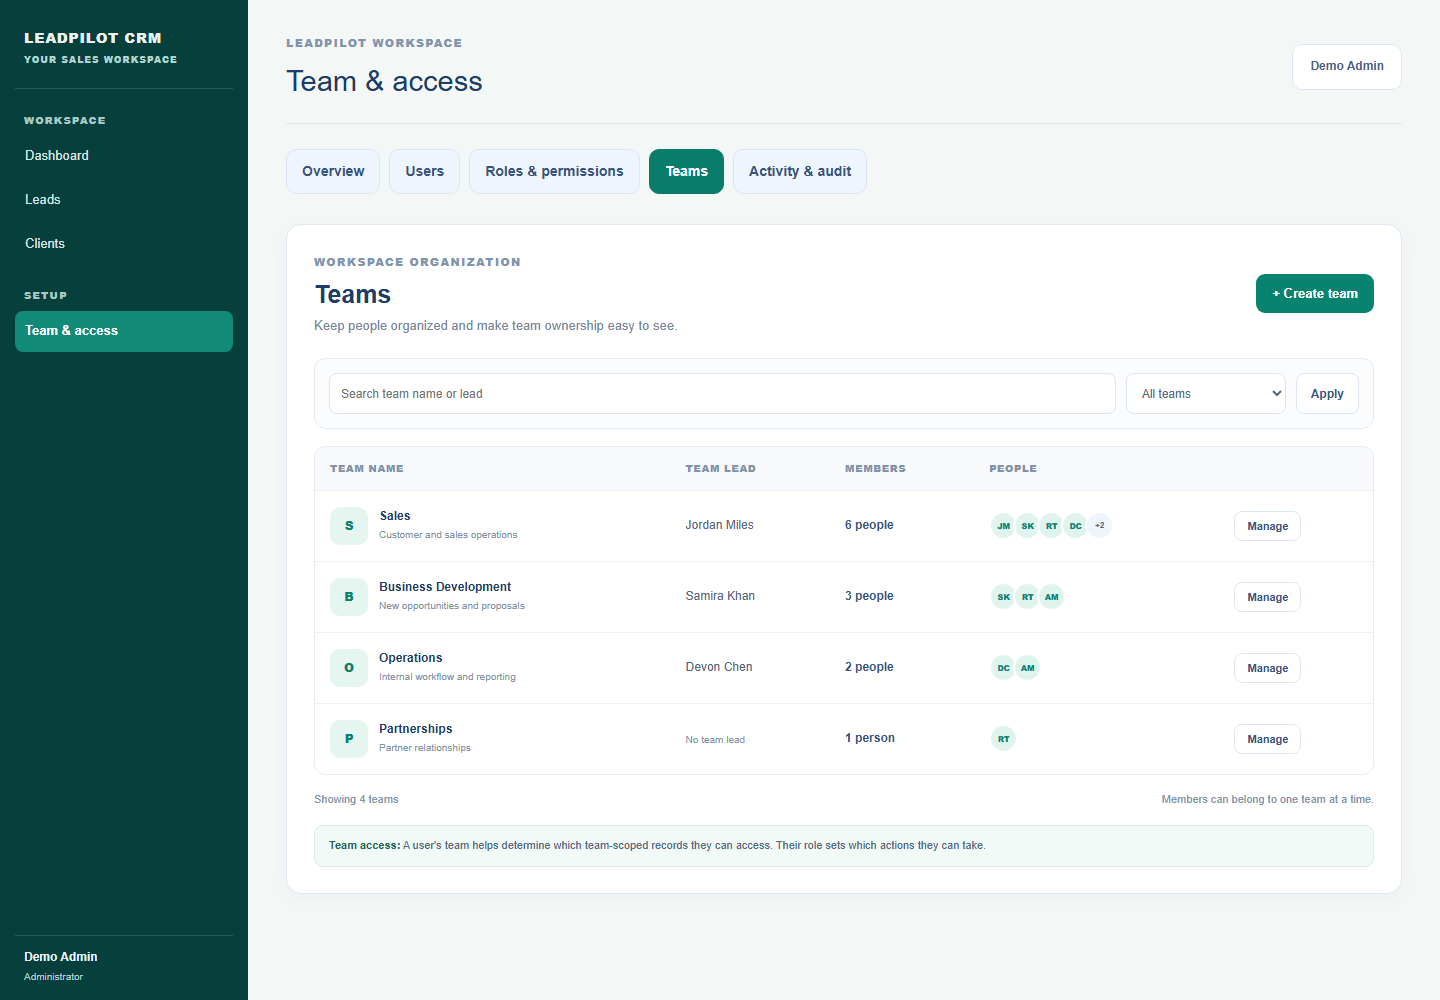 LEADPILOT CRM
YOUR SALES WORKSPACE
WORKSPACE
Dashboard
Leads
Clients
SETUP
Team & access
Demo Admin
Administrator
LEADPILOT WORKSPACE
Team & access
Demo Admin
Overview
Users
Roles & permissions
Teams
Activity & audit
WORKSPACE ORGANIZATION
Teams
Keep people organized and make team ownership easy to see.
+ Create team
Search team name or lead
All teams
Apply
TEAM NAME TEAM LEAD MEMBERS PEOPLE
S Sales Jordan Miles 6 people JM SK RT DC +2 Manage
Customer and sales operations
B Business Development Samira Khan 3 people SK RT AM Manage
New opportunities and proposals
O Operations Devon Chen 2 people DC AM Manage
Internal workflow and reporting
P Partnerships No team lead 1 person RT Manage
Partner relationships
Showing 4 teams
Members can belong to one team at a time.
Team access: A user's team helps determine which team-scoped records they can access. Their role sets which actions they can take.